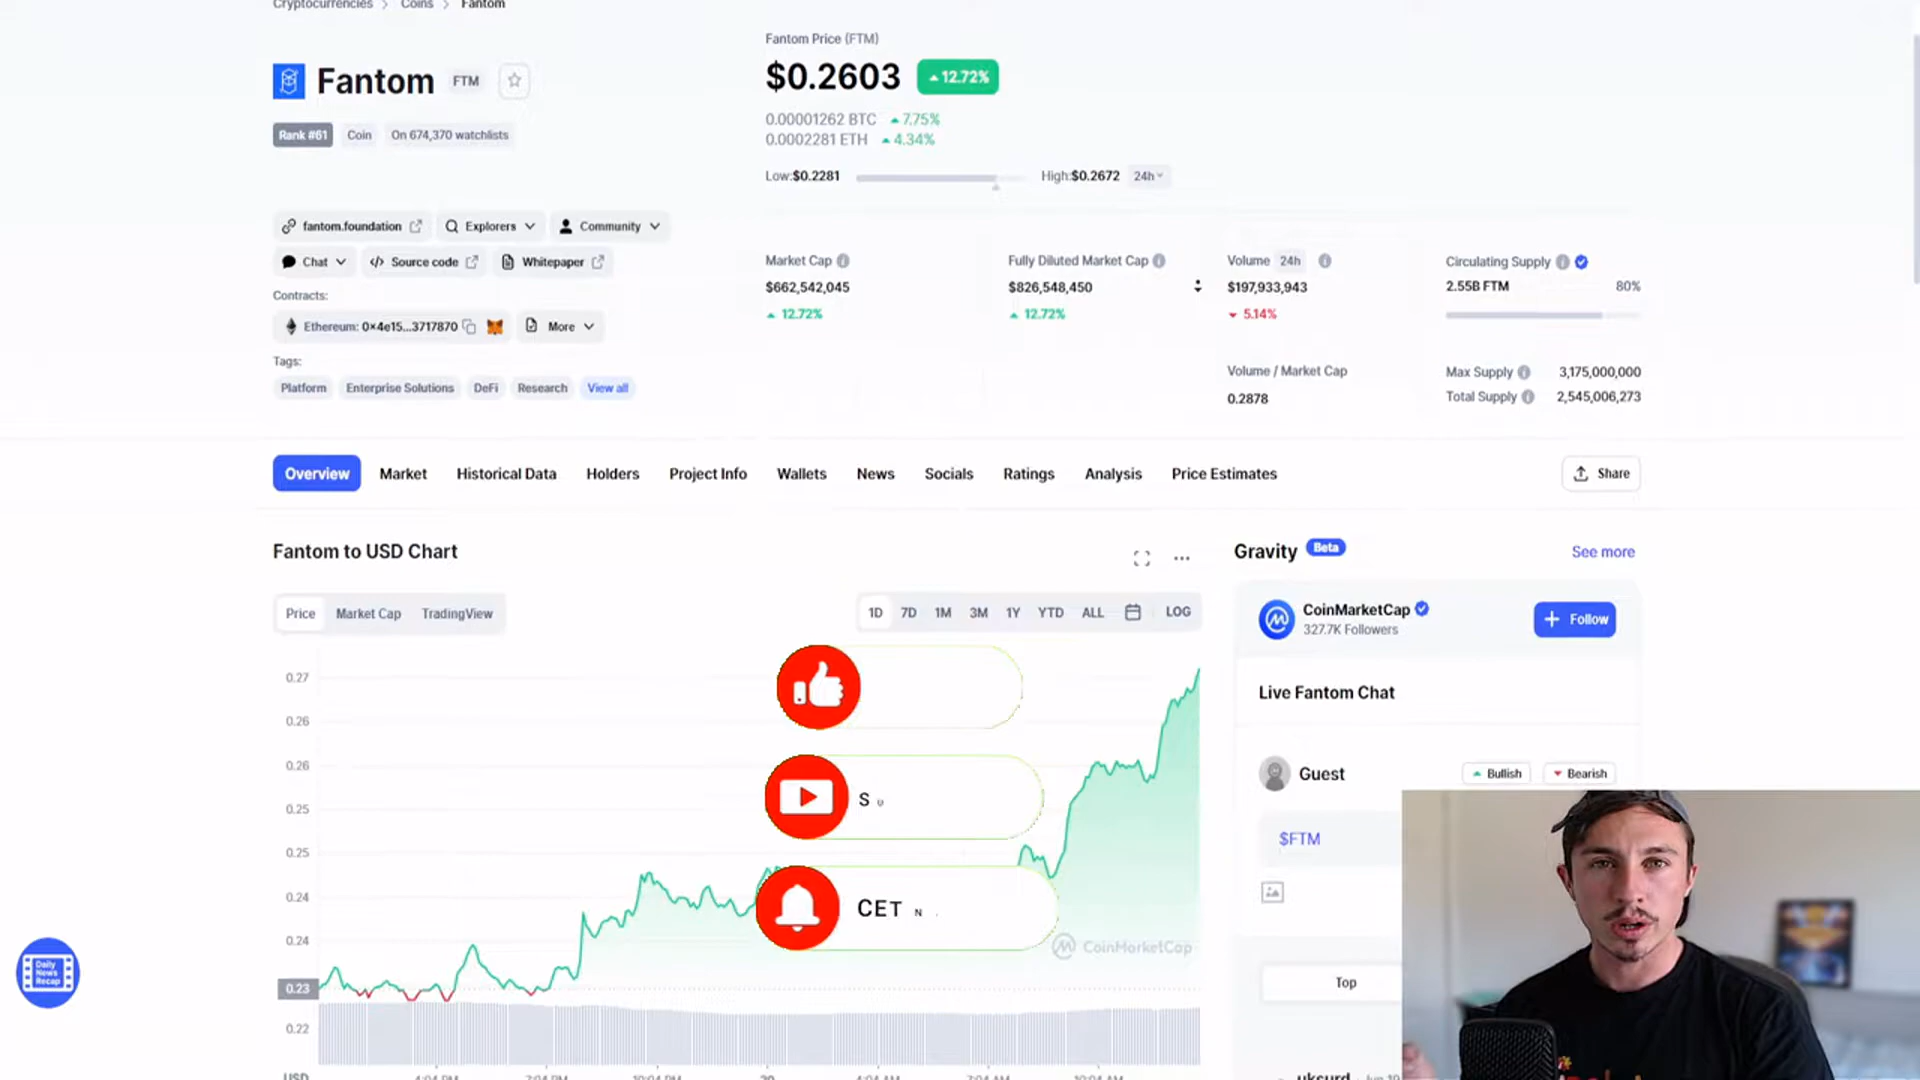 Cryptocurrencies > Coins > Fantom
Fantom FTM
Rank #61 Coin On 674,370 watchlists
fantom.foundation Explorers Community
Chat Source code Whitepaper
Contracts:
Ethereum: 0x4e15...3717870 More
Tags:
Platform Enterprise Solutions DeFi Research View all
Fantom Price (FTM)
$0.2603 12.72%
0.00001262 BTC 7.75%
0.0002281 ETH 4.34%
Low:$0.2281 High:$0.2672 24h
Market Cap
$662,542,045
12.72%
Fully Diluted Market Cap
$826,548,450
12.72%
Volume 24h
$197,933,943
5.14%
Volume / Market Cap
0.2878
Circulating Supply
2.55B FTM 80%
Max Supply 3,175,000,000
Total Supply 2,545,006,273
Overview Market Historical Data Holders Project Info Wallets News Socials Ratings Analysis Price Estimates Share
Fantom to USD Chart
Price Market Cap TradingView
1D 7D 1M 3M 1Y YTD ALL LOG
0.27
0.26
0.26
0.25
0.25
0.24
0.24
0.23
0.22
USD
S U
CET N
CoinMarketCap
Daily
News
Recap
Gravity Beta See more
CoinMarketCap
327.7K Followers
+ Follow
Live Fantom Chat
Guest Bullish Bearish
$FTM
Top